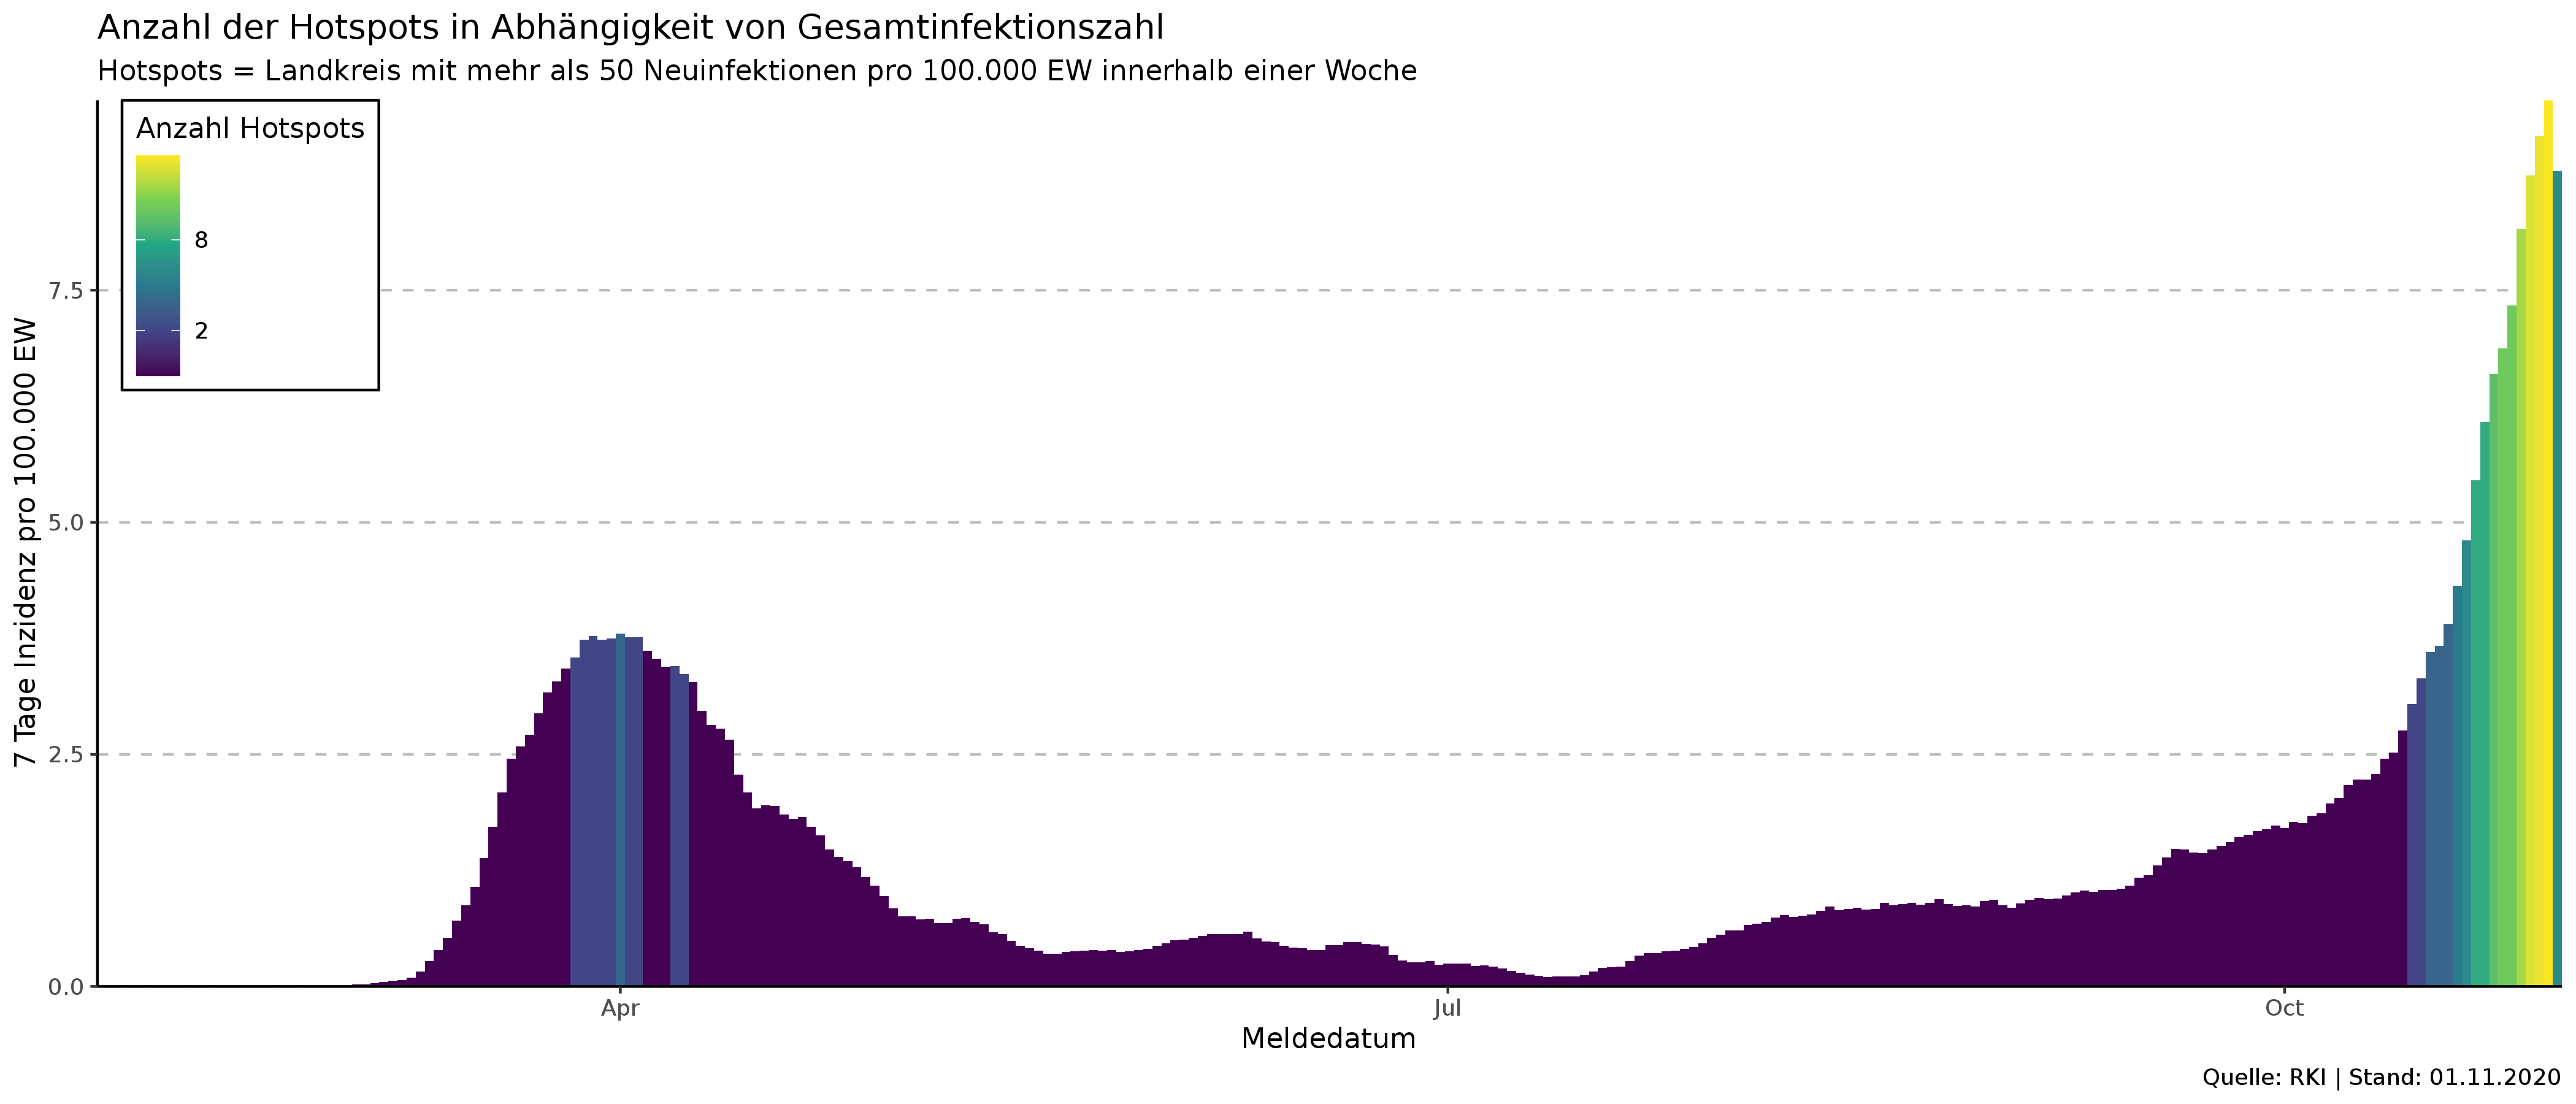 Anzahl der Hotspots in Abhängigkeit von Gesamtinfektionszahl
Hotspots = Landkreis mit mehr als 50 Neuinfektionen pro 100.000 EW innerhalb einer Woche
Anzahl Hotspots
8
2
7 Tage Inzidenz pro 100.000 EW
7.5
5.0
2.5
0.0
Apr
Jul
Oct
Meldedatum
Quelle: RKI | Stand: 01.11.2020